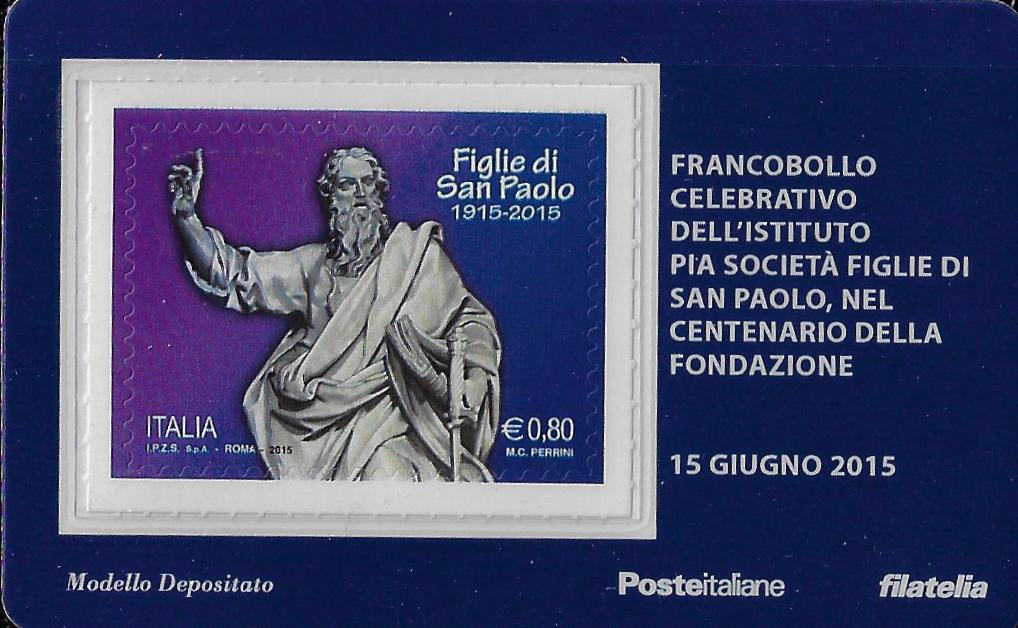 Figlie di
San Paolo
1915-2015
ITALIA
I.P.Z.S. S.p.A. - ROMA - 2015
€ 0,80
M.C. PERRINI
FRANCOBOLLO
CELEBRATIVO
DELL'ISTITUTO
PIA SOCIETÀ FIGLIE DI
SAN PAOLO, NEL
CENTENARIO DELLA
FONDAZIONE
15 GIUGNO 2015
Modello Depositato
Posteitaliane
filatelia